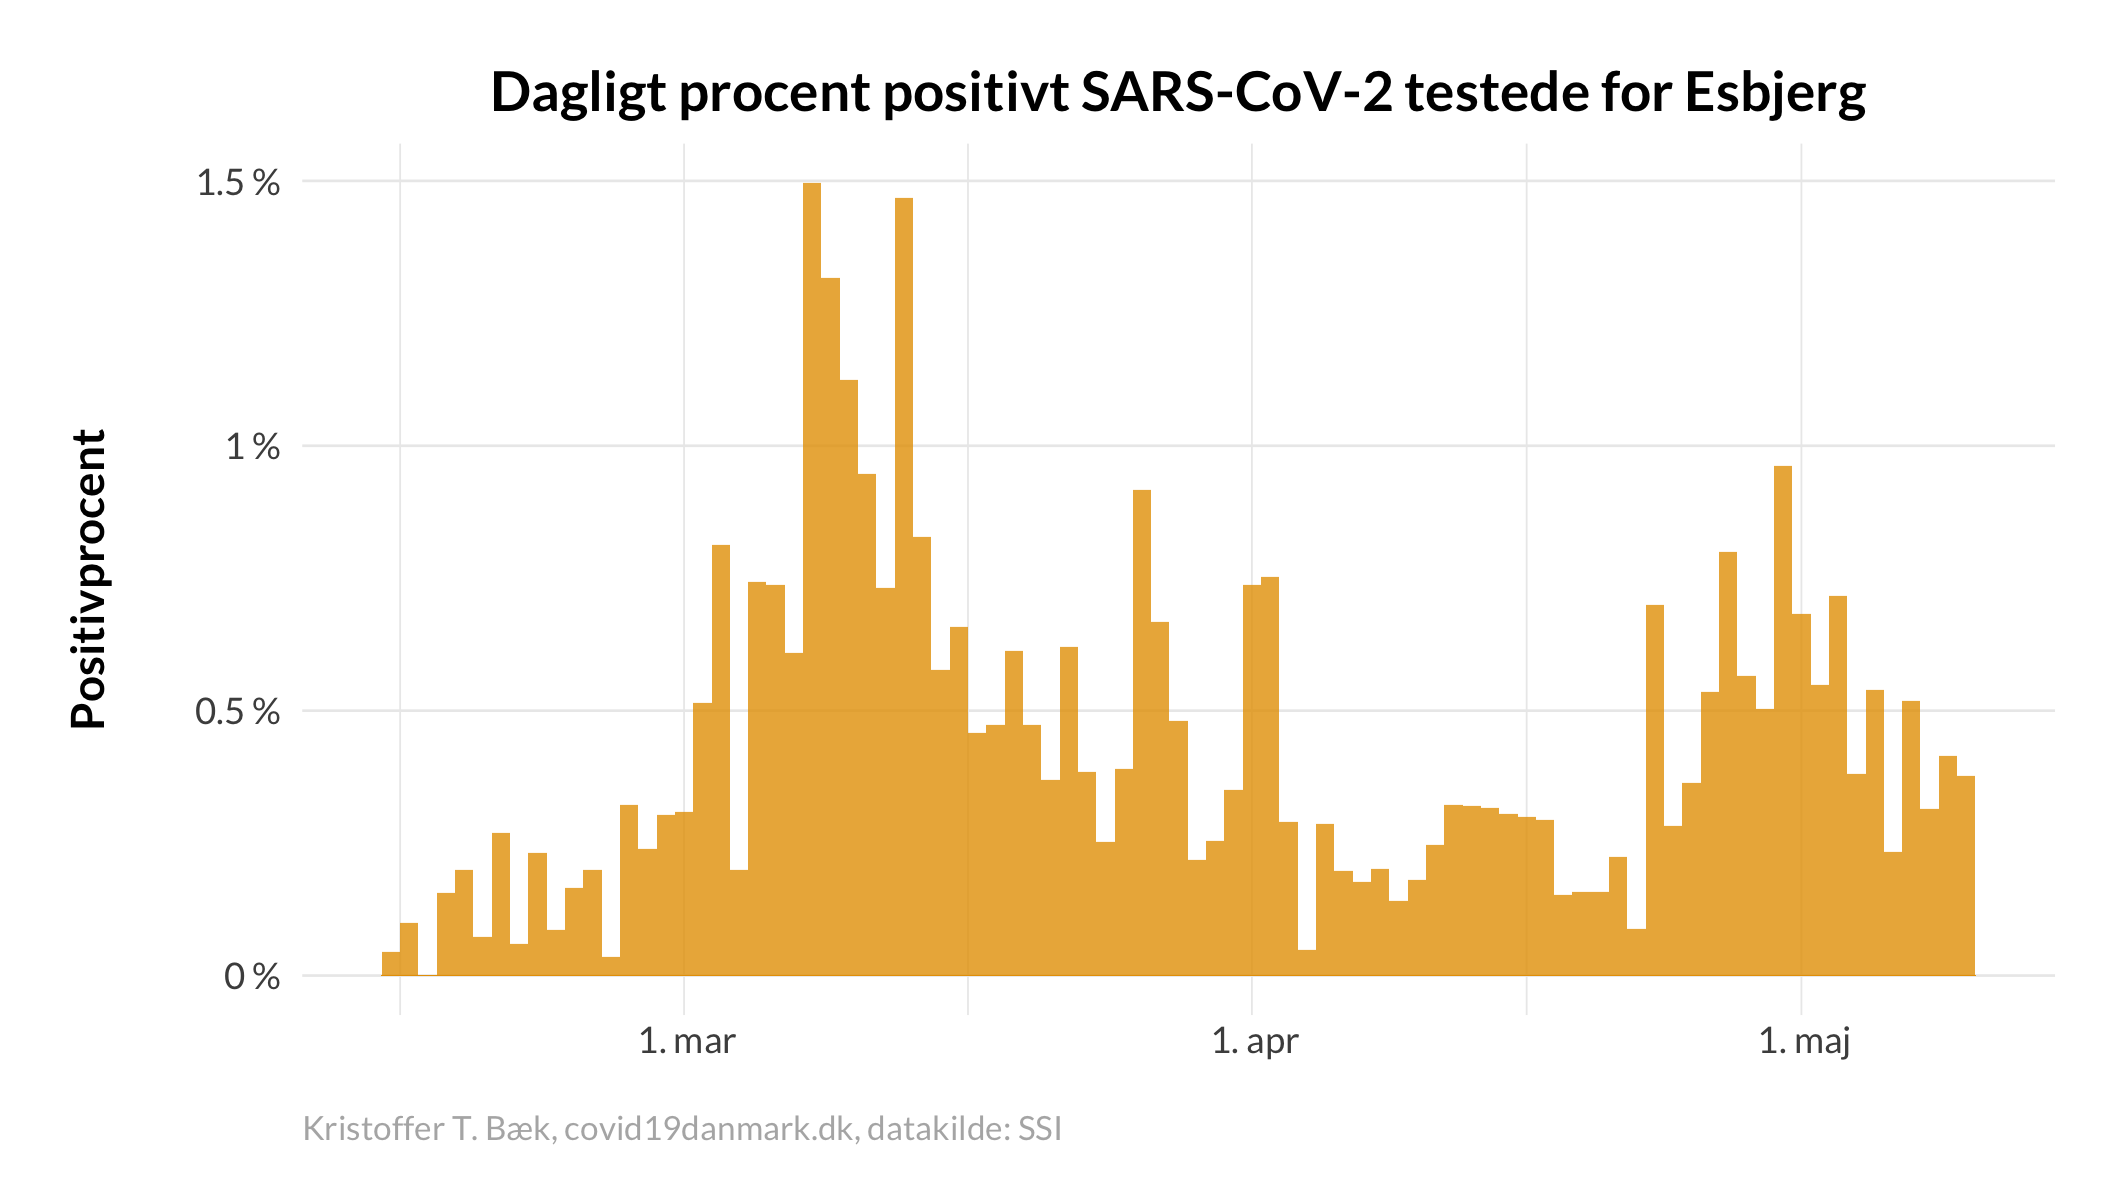 Dagligt procent positivt SARS-CoV-2 testede for Esbjerg
Positivprocent
1.5 %
1 %
0.5 %
0 %
1. mar
1. apr
1. maj
Kristoffer T. Bæk, covid19danmark.dk, datakilde: SSI